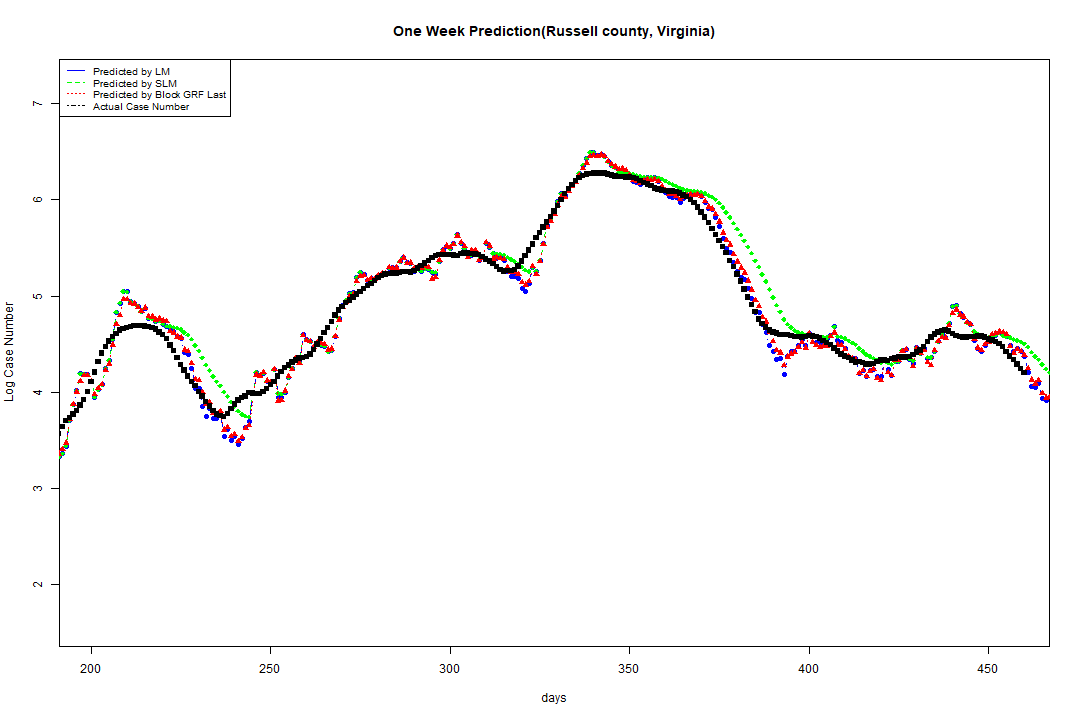 One Week Prediction(Russell county, Virginia)
Predicted by LM
Predicted by SLM
Predicted by Block GRF Last
Actual Case Number
Log Case Number
7
6
5
4
3
2
200 250 300 350 400 450
days